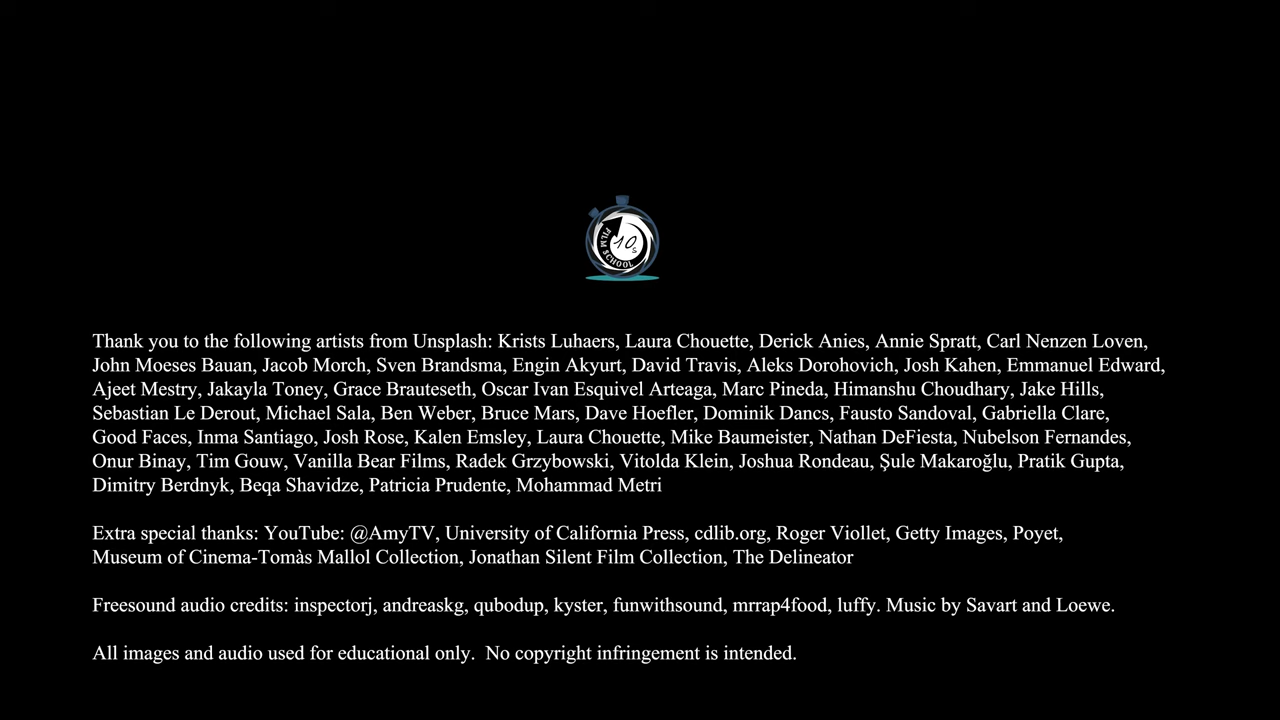 10s
FILM SCHOOL
Thank you to the following artists from Unsplash: Krists Luhaers, Laura Chouette, Derick Anies, Annie Spratt, Carl Nenzen Loven,
John Moeses Bauan, Jacob Morch, Sven Brandsma, Engin Akyurt, David Travis, Aleks Dorohovich, Josh Kahen, Emmanuel Edward,
Ajeet Mestry, Jakayla Toney, Grace Brauteseth, Oscar Ivan Esquivel Arteaga, Marc Pineda, Himanshu Choudhary, Jake Hills,
Sebastian Le Derout, Michael Sala, Ben Weber, Bruce Mars, Dave Hoefler, Dominik Dancs, Fausto Sandoval, Gabriella Clare,
Good Faces, Inma Santiago, Josh Rose, Kalen Emsley, Laura Chouette, Mike Baumeister, Nathan DeFiesta, Nubelson Fernandes,
Onur Binay, Tim Gouw, Vanilla Bear Films, Radek Grzybowski, Vitolda Klein, Joshua Rondeau, Şule Makaroğlu, Pratik Gupta,
Dimitry Berdnyk, Beqa Shavidze, Patricia Prudente, Mohammad Metri
Extra special thanks: YouTube: @AmyTV, University of California Press, cdlib.org, Roger Viollet, Getty Images, Poyet,
Museum of Cinema-Tomàs Mallol Collection, Jonathan Silent Film Collection, The Delineator
Freesound audio credits: inspectorj, andreaskg, qubodup, kyster, funwithsound, mrrap4food, luffy. Music by Savart and Loewe.
All images and audio used for educational only.  No copyright infringement is intended.